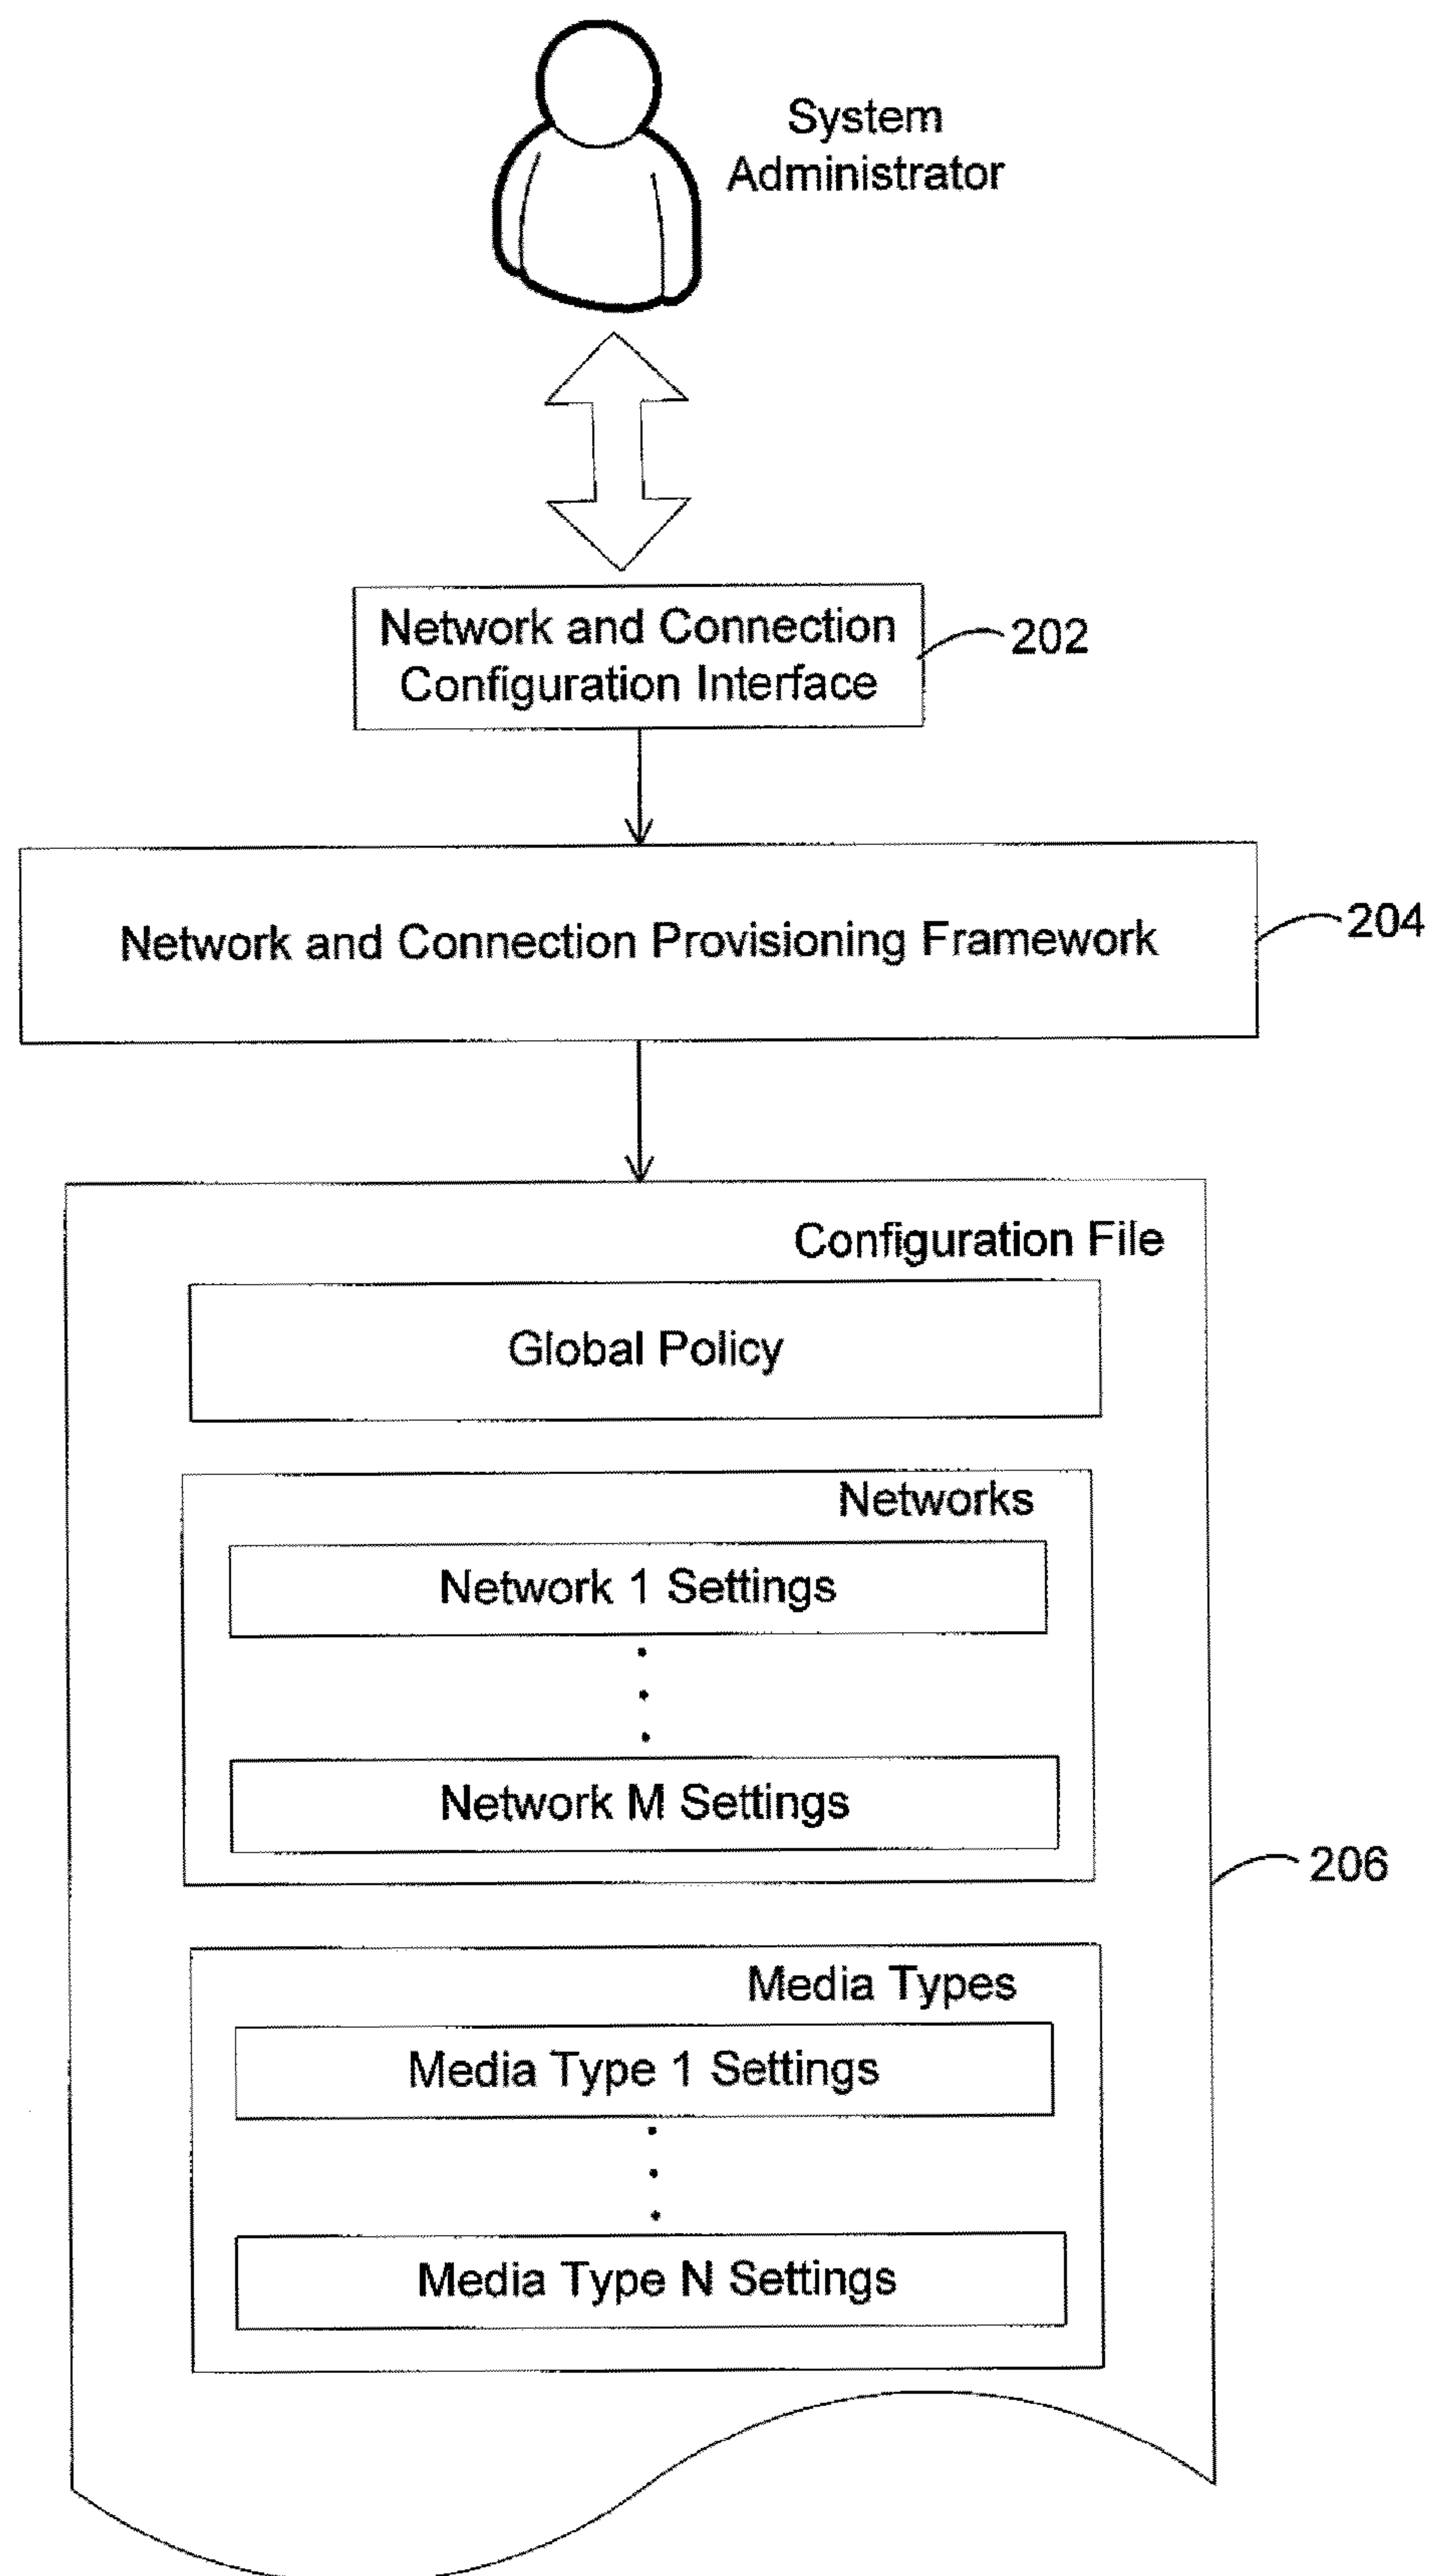 System
Administrator
Network and Connection
Configuration Interface
202
Network and Connection Provisioning Framework
204
Configuration File
Global Policy
Networks
Network 1 Settings
Network M Settings
206
Media Types
Media Type 1 Settings
Media Type N Settings